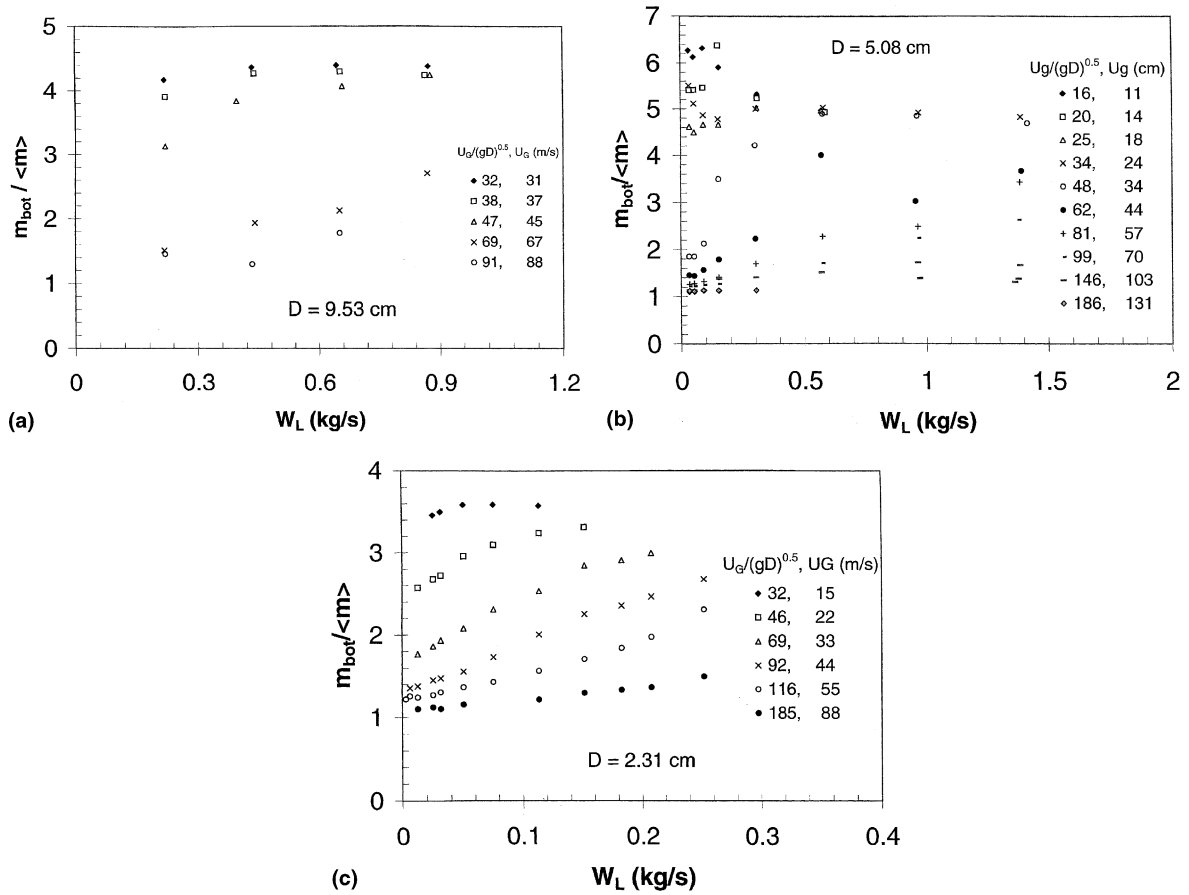 5
4
3
2
1
0
m_bot / <m>
U_G/(gD)^0.5, U_G (m/s)
32, 31
38, 37
47, 45
69, 67
91, 88
D = 9.53 cm
0 0.3 0.6 0.9 1.2
(a) W_L (kg/s)
7
6
5
4
3
2
1
0
m_bot/<m>
D = 5.08 cm
Ug/(gD)^0.5, Ug (cm)
16, 11
20, 14
25, 18
34, 24
48, 34
62, 44
81, 57
99, 70
146, 103
186, 131
0 0.5 1 1.5 2
(b) W_L (kg/s)
4
3
2
1
0
m_bot/<m>
U_G/(gD)^0.5, UG (m/s)
32, 15
46, 22
69, 33
92, 44
116, 55
185, 88
D = 2.31 cm
0 0.1 0.2 0.3 0.4
(c) W_L (kg/s)